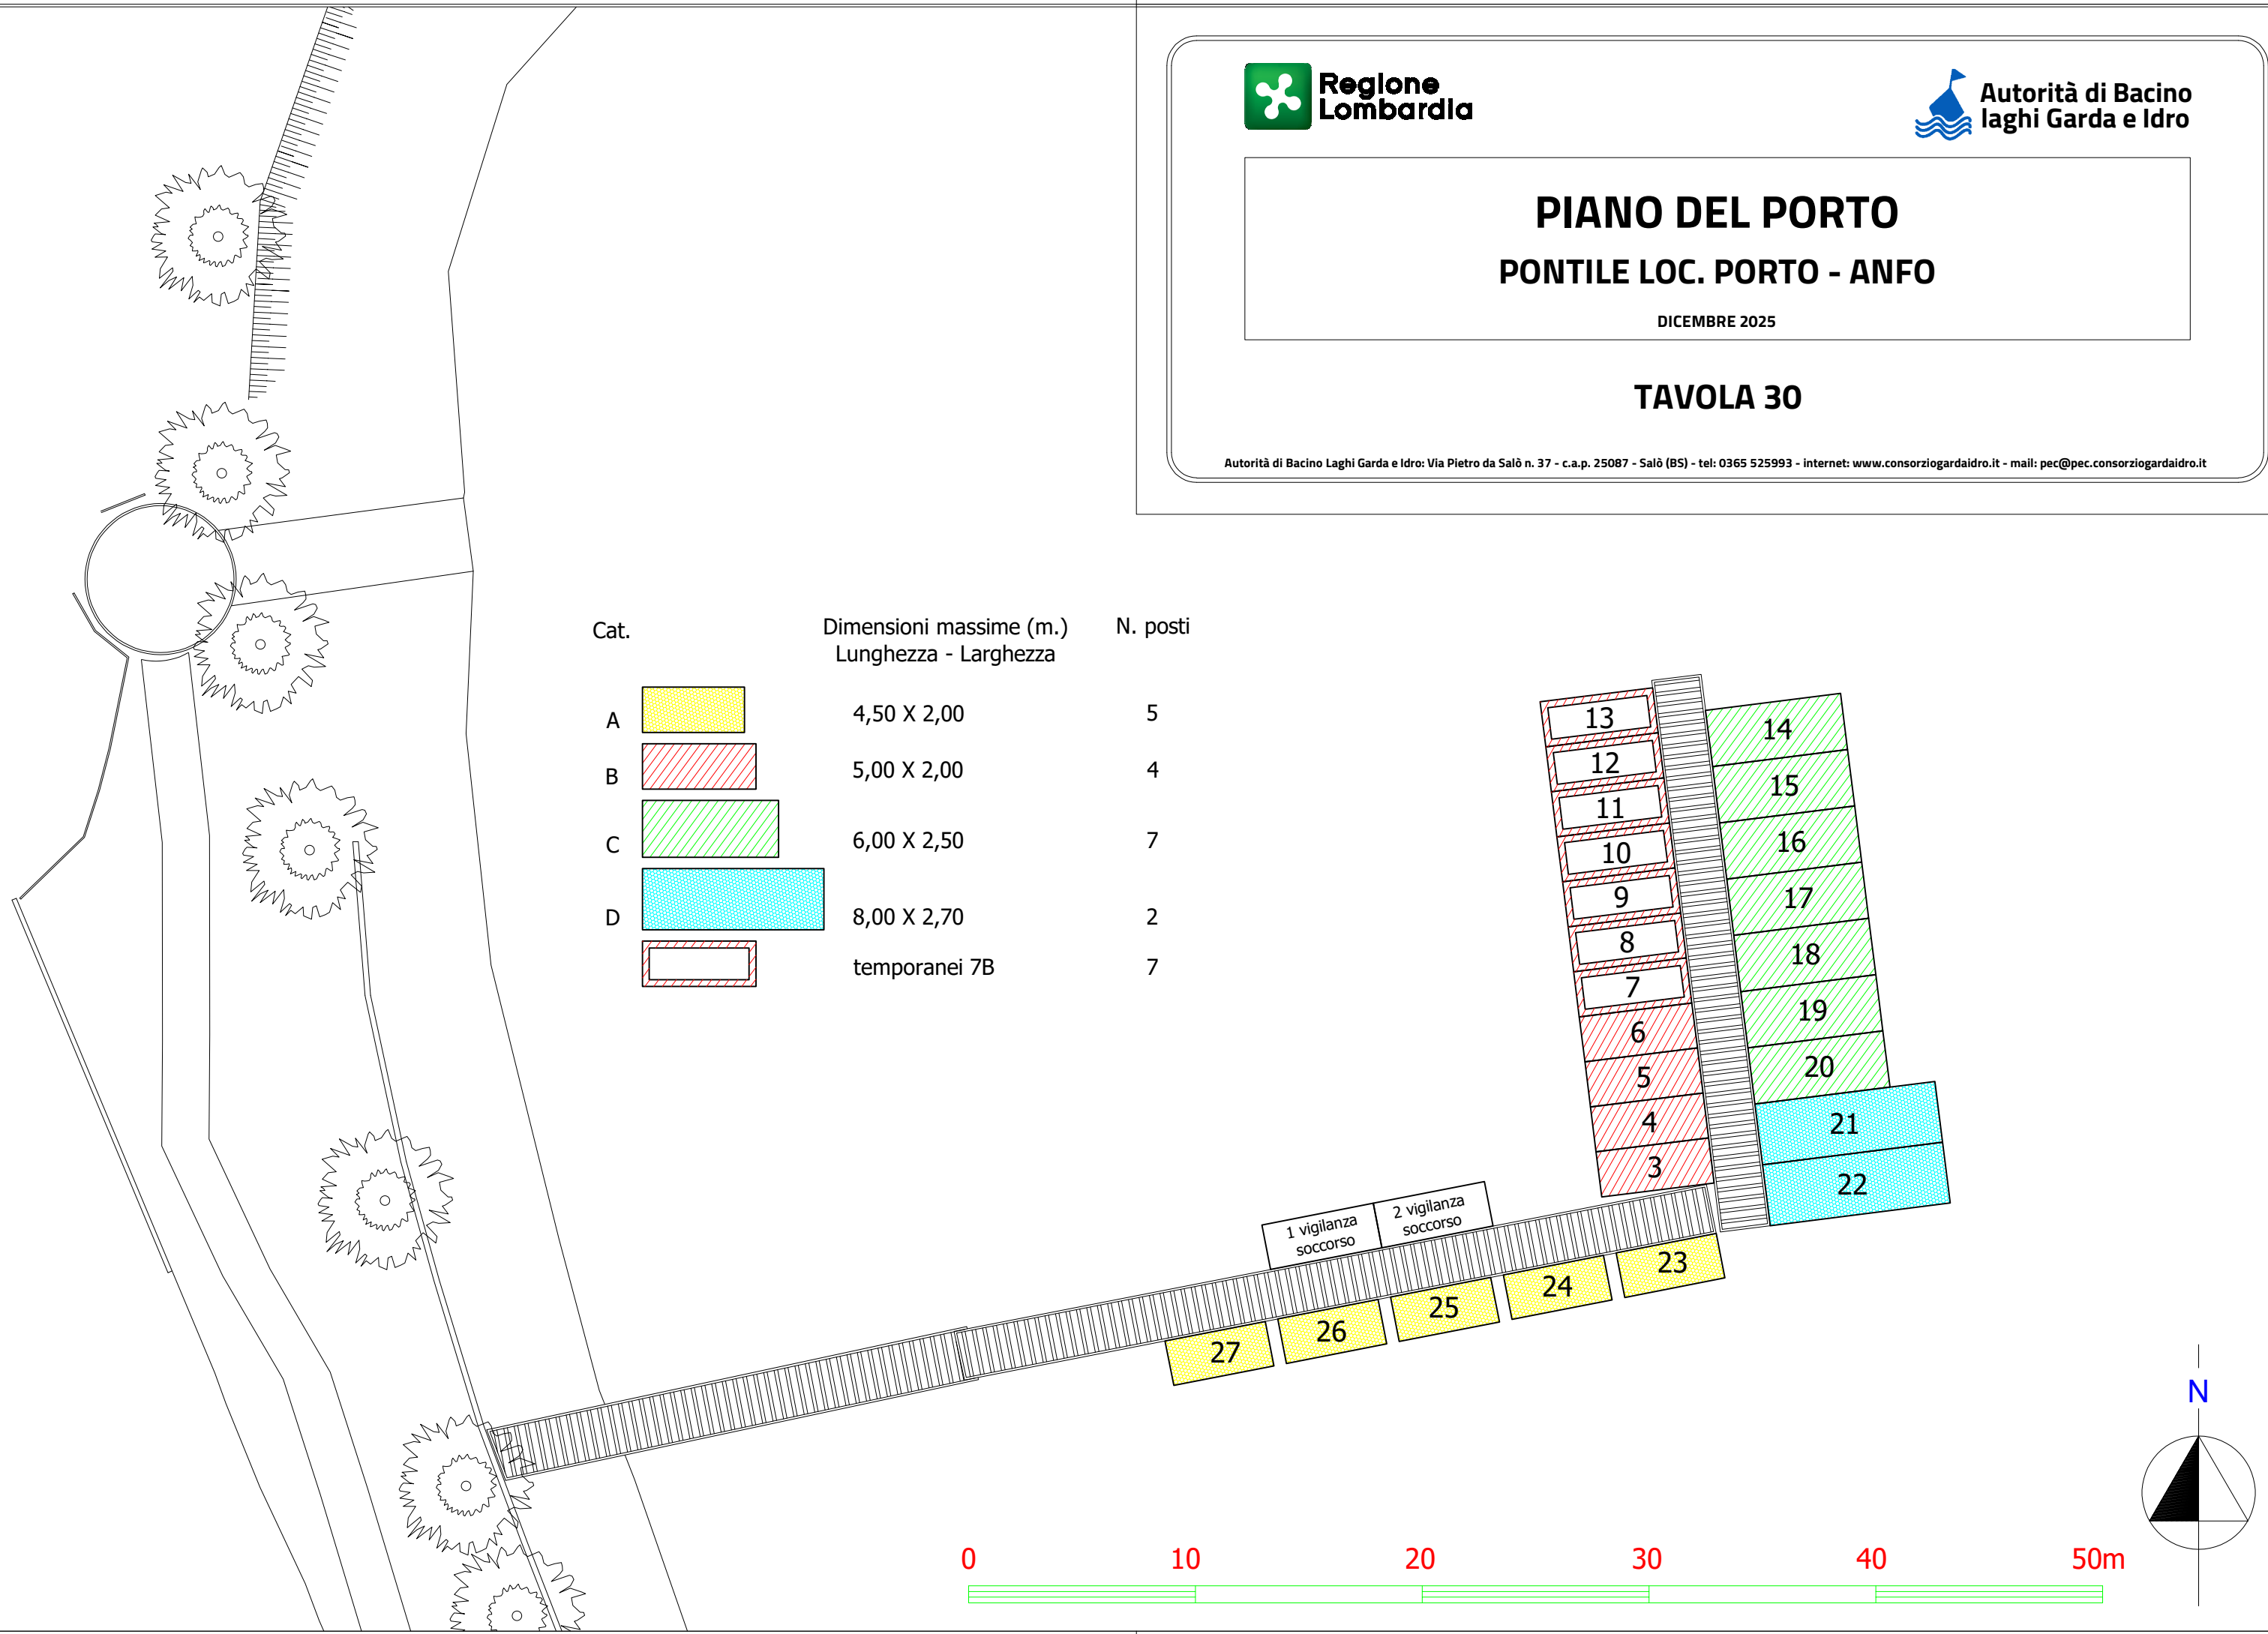 Regione
Lombardia
Autorità di Bacino
laghi Garda e Idro
PIANO DEL PORTO
PONTILE LOC. PORTO - ANFO
DICEMBRE 2025
TAVOLA 30
Autorità di Bacino Laghi Garda e Idro: Via Pietro da Salò n. 37 - c.a.p. 25087 - Salò (BS) - tel: 0365 525993 - internet: www.consorziogardaidro.it - mail: pec@pec.consorziogardaidro.it
Cat. Dimensioni massime (m.) N. posti
Lunghezza - Larghezza
A 4,50 X 2,00 5
B 5,00 X 2,00 4
C 6,00 X 2,50 7
D 8,00 X 2,70 2
temporanei 7B 7
13
12
11
10
9
8
7
6
5
4
3
14
15
16
17
18
19
20
21
22
1 vigilanza
soccorso
2 vigilanza
soccorso
27
26
25
24
23
N
0 10 20 30 40 50m